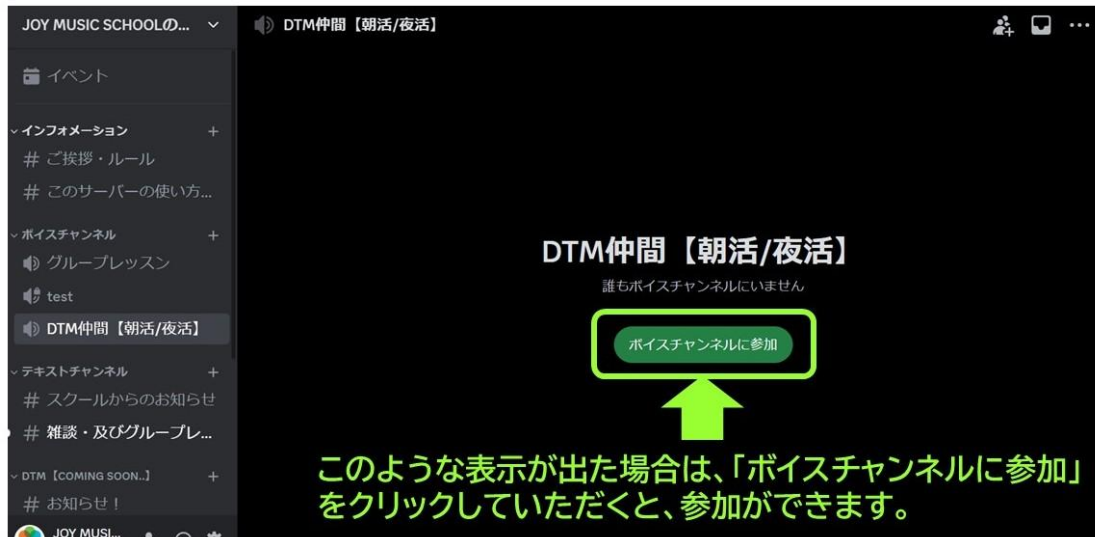 JOY MUSIC SCHOOLの...
DTM仲間【朝活/夜活】
イベント
インフォメーション
ご挨拶・ルール
このサーバーの使い方...
ボイスチャンネル
グループレッスン
test
DTM仲間【朝活/夜活】
テキストチャンネル
スクールからのお知らせ
雑談・及びグループレ...
DTM【COMING SOON..】
お知らせ！
JOY MUSI...
DTM仲間【朝活/夜活】
誰もボイスチャンネルにいません
ボイスチャンネルに参加
このような表示が出た場合は、「ボイスチャンネルに参加」
をクリックしていただくと、参加ができます。